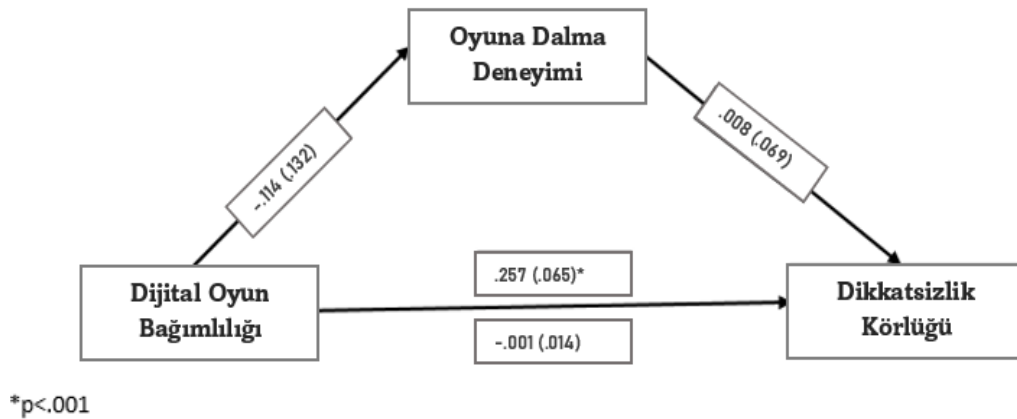 Oyuna Dalma
Deneyimi
-.114 (.132)
.008 (.069)
Dijital Oyun
Bağımlılığı
.257 (.065)*
-.001 (.014)
Dikkatsizlik
Körlüğü
*p<.001